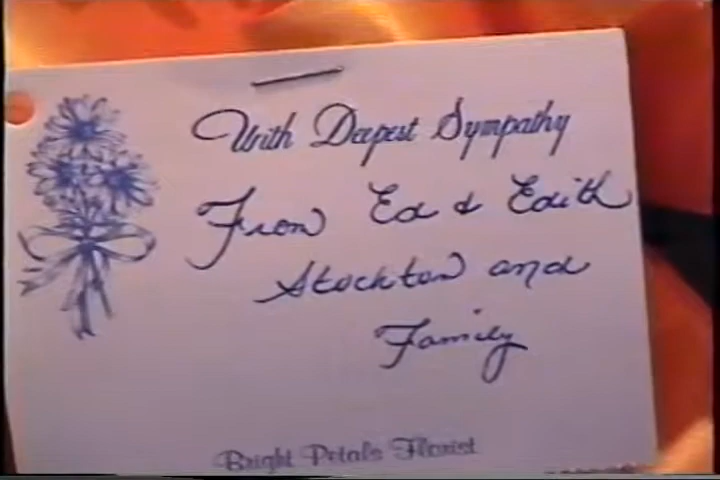 With Deepest Sympathy
From Ed & Edith
Stockton and
Family
Bright Petals Florist